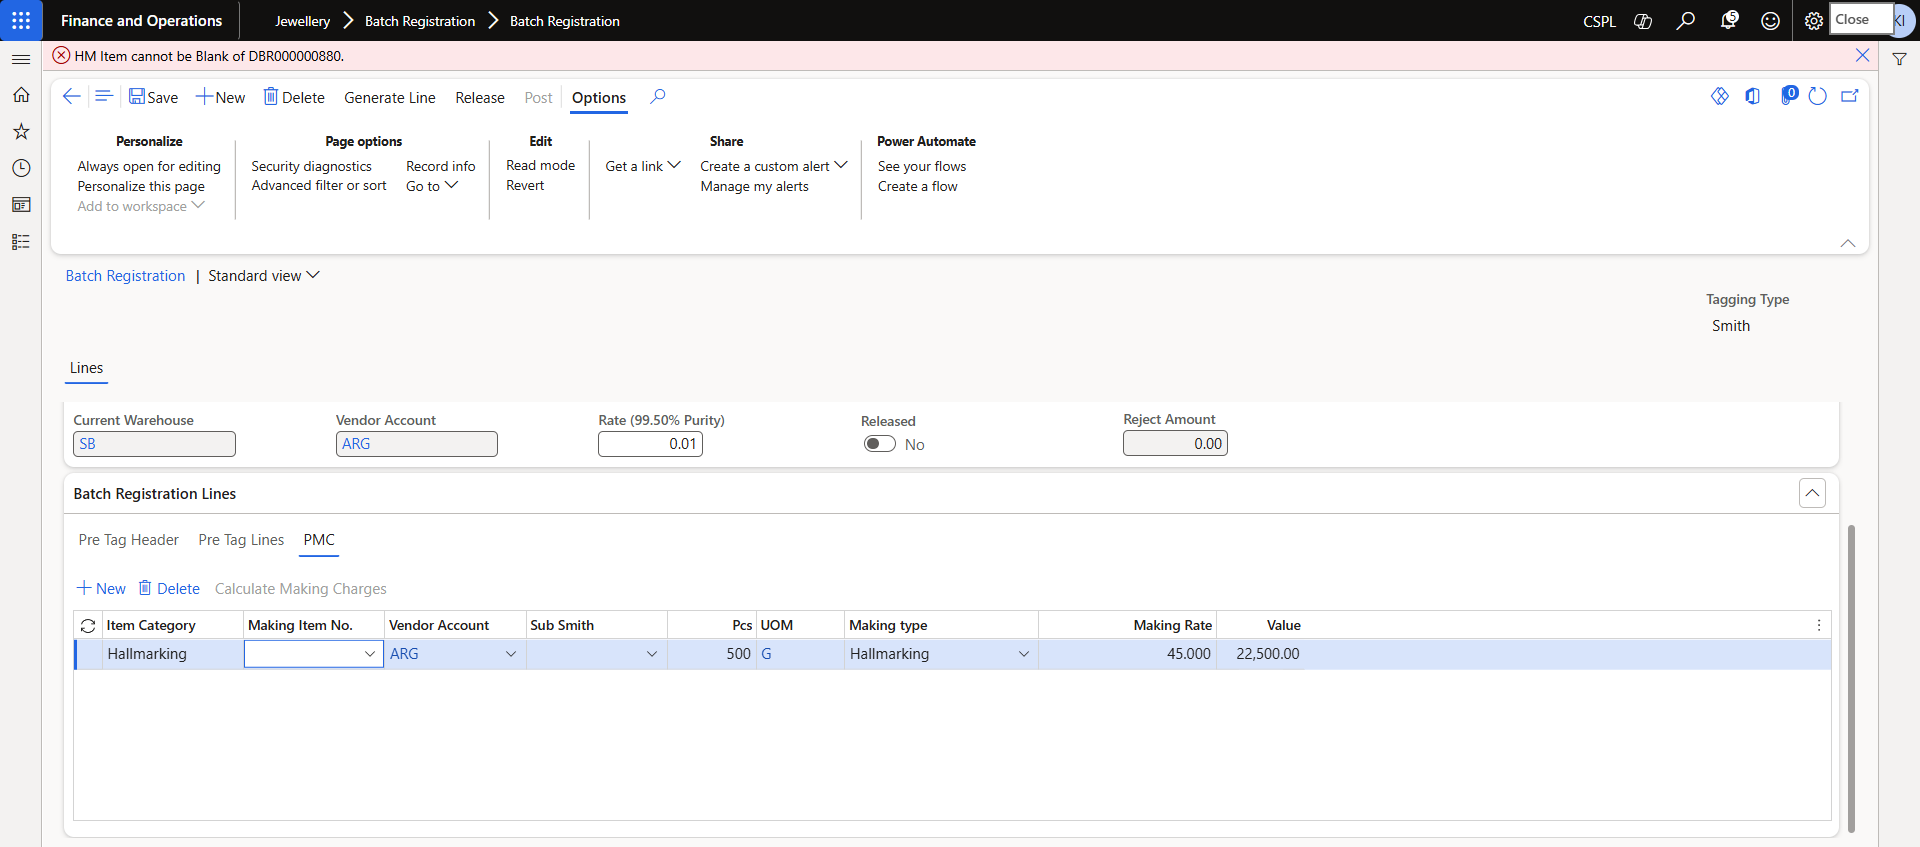 Finance and Operations
Jewellery
Batch Registration
Batch Registration
CSPL
5
Close
KI
HM Item cannot be Blank of DBR000000880.
Save
New
Delete
Generate Line
Release
Post
Options
0
Personalize
Page options
Edit
Share
Power Automate
Always open for editing
Security diagnostics
Record info
Read mode
Get a link
Create a custom alert
See your flows
Personalize this page
Advanced filter or sort
Go to
Revert
Manage my alerts
Create a flow
Add to workspace
Batch Registration | Standard view
Tagging Type
Smith
Lines
Current Warehouse
Vendor Account
Rate (99.50% Purity)
Released
Reject Amount
SB
ARG
0.01
No
0.00
Batch Registration Lines
Pre Tag Header
Pre Tag Lines
PMC
New
Delete
Calculate Making Charges
Item Category
Making Item No.
Vendor Account
Sub Smith
Pcs
UOM
Making type
Making Rate
Value
Hallmarking
ARG
500
G
Hallmarking
45.000
22,500.00